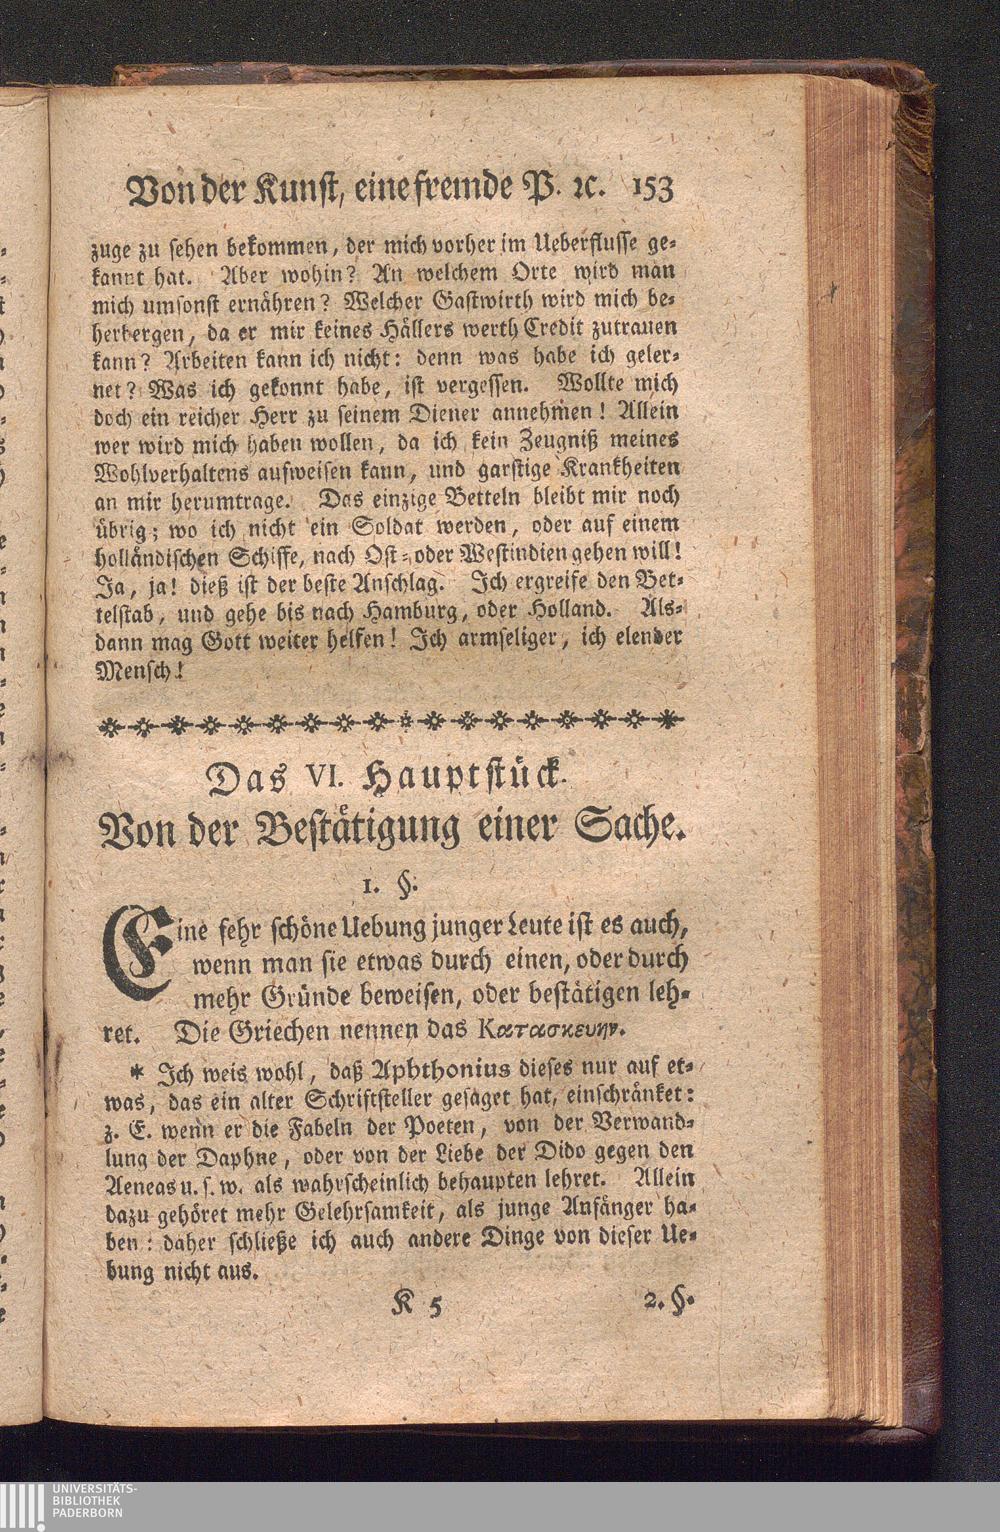 Von der Kunst, eine fremde P. ꝛc. 153
zuge zu sehen bekommen, der mich vorher im Ueberflusse ge-
kannt hat. Aber wohin? An welchem Orte wird man
mich umsonst ernähren? Welcher Gastwirth wird mich be-
herbergen, da er mir keines Hällers werth Credit zutrauen
kann? Arbeiten kann ich nicht: denn was habe ich geler-
net? Was ich gekonnt habe, ist vergessen. Wollte mich
doch ein reicher Herr zu seinem Diener annehmen! Allein
wer wird mich haben wollen, da ich kein Zeugniß meines
Wohlverhaltens aufweisen kann, und garstige Krankheiten
an mir herumtrage. Das einzige Betteln bleibt mir noch
übrig; wo ich nicht ein Soldat werden, oder auf einem
holländischen Schiffe, nach Ost- oder Westindien gehen will!
Ja, ja! dieß ist der beste Anschlag. Ich ergreife den Bet-
telstab, und gehe bis nach Hamburg, oder Holland. Als-
dann mag Gott weiter helfen! Ich armseliger, ich elender
Mensch!
Das VI. Hauptstück.
Von der Bestätigung einer Sache.
1. §.
Eine sehr schöne Uebung junger Leute ist es auch,
wenn man sie etwas durch einen, oder durch
mehr Gründe beweisen, oder bestätigen leh-
ret. Die Griechen nennen das Κατασκευην.
* Ich weis wohl, daß Aphthonius dieses nur auf et-
was, das ein alter Schriftsteller gesaget hat, einschränket:
z. E. wenn er die Fabeln der Poeten, von der Verwand-
lung der Daphne, oder von der Liebe der Dido gegen den
Aeneas u. s. w. als wahrscheinlich behaupten lehret. Allein
dazu gehöret mehr Gelehrsamkeit, als junge Anfänger ha-
ben: daher schließe ich auch andere Dinge von dieser Ue-
bung nicht aus.
K 5 2. §.
UNIVERSITÄTS-
BIBLIOTHEK
PADERBORN